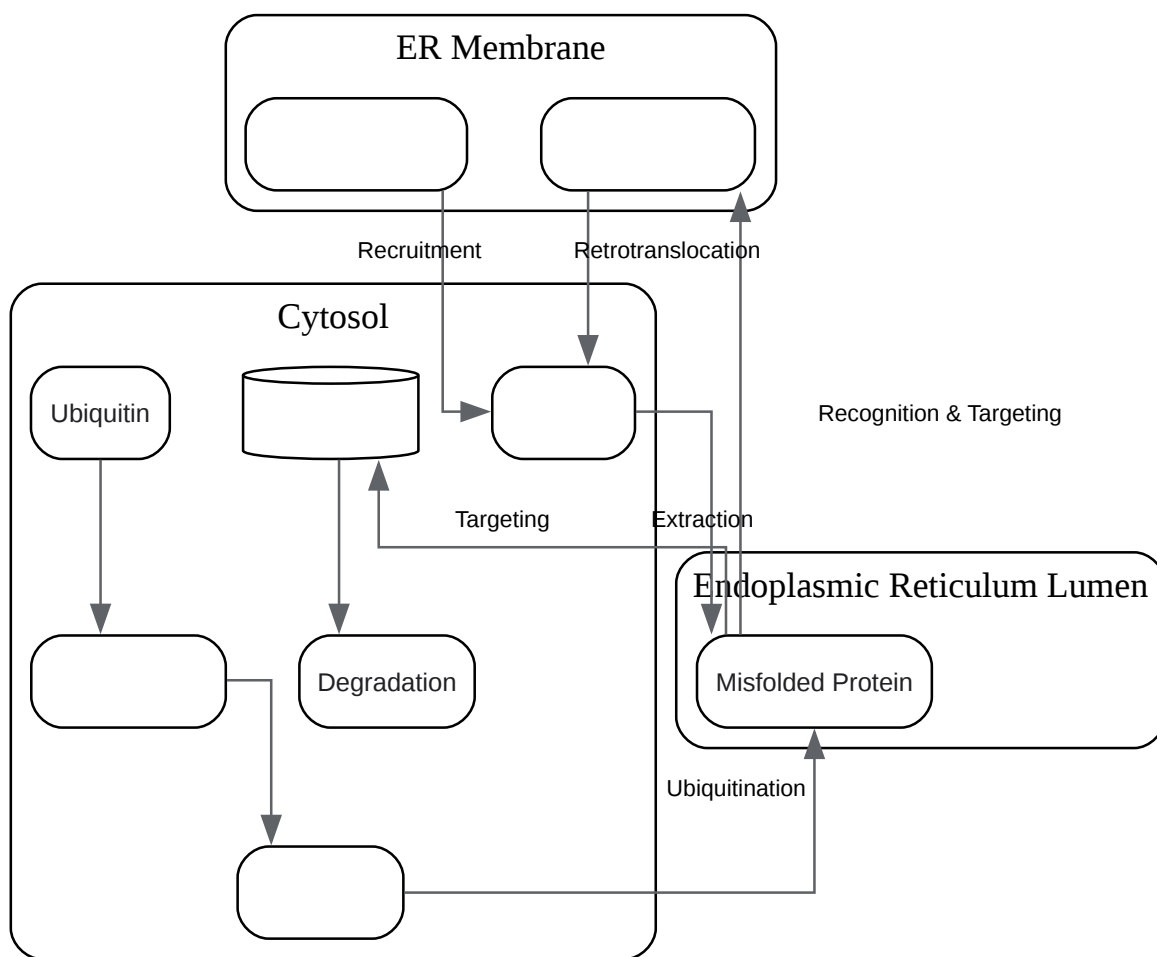 ER Membrane
Recruitment
Retrotranslocation
Cytosol
Ubiquitin
Recognition & Targeting
Targeting
Extraction
Endoplasmic Reticulum Lumen
Degradation
Misfolded Protein
Ubiquitination